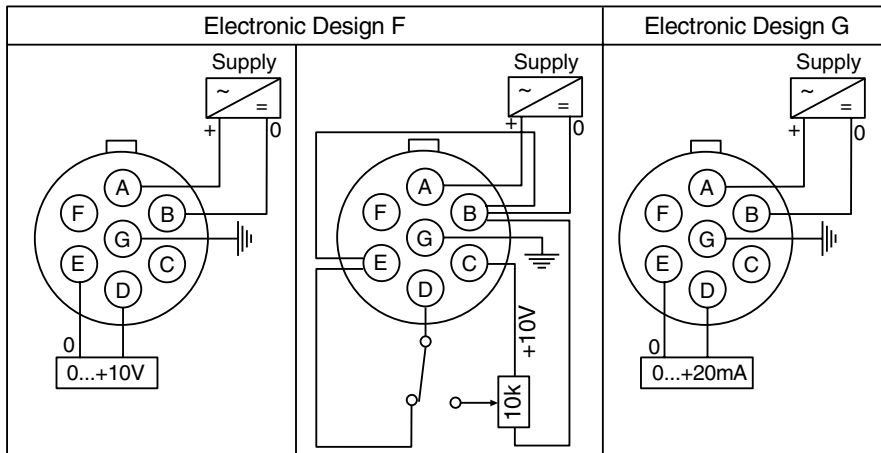 Electronic Design F
Electronic Design G
Supply
~
=
+
0
A
F
B
G
E
C
D
0
0...+10V
Supply
~
=
+
0
A
F
B
G
E
C
D
+10V
10k
Supply
~
=
+
0
A
F
B
G
E
C
D
0
0...+20mA